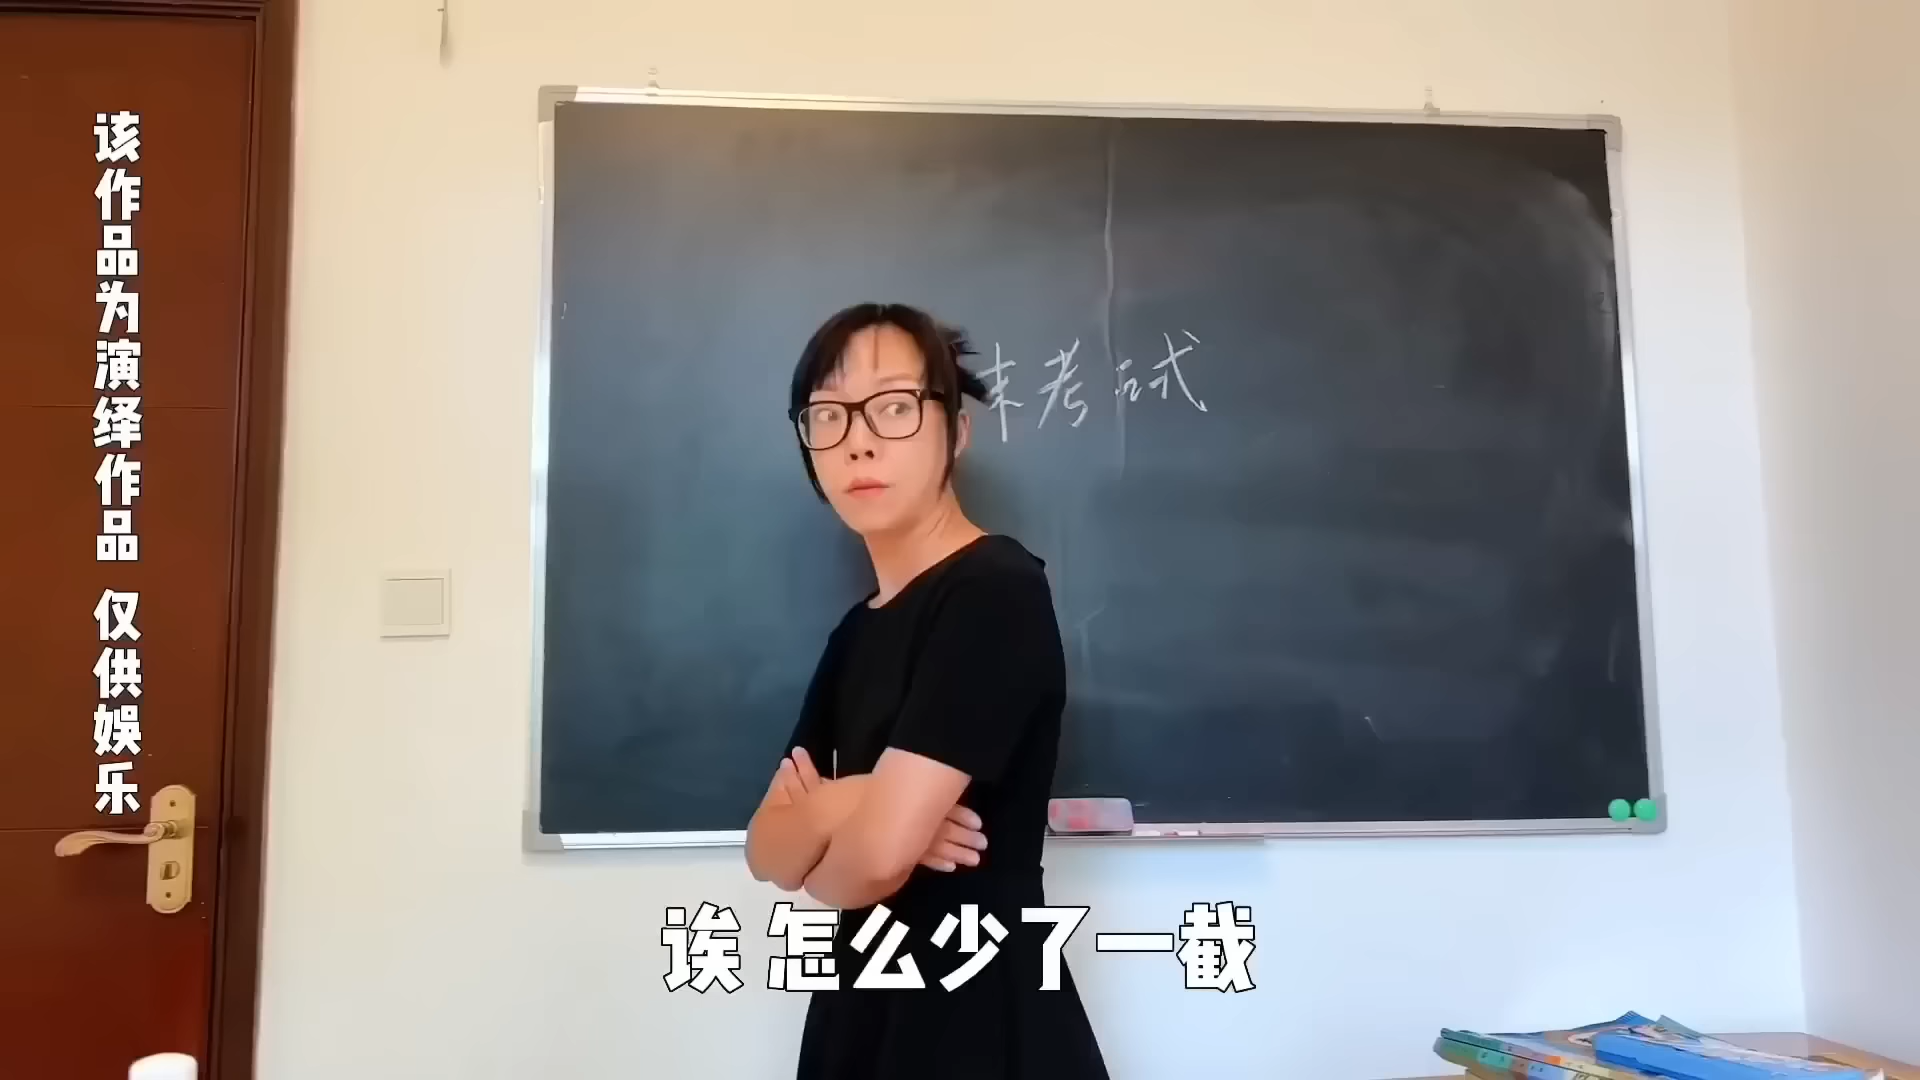 该作品为演绎作品 仅供娱乐
末考试
诶 怎么少了一截